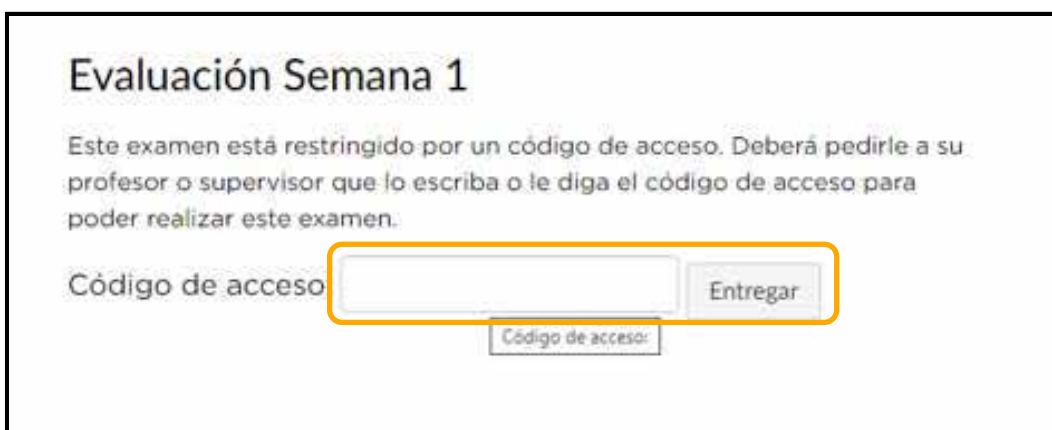 Evaluación Semana 1
Este examen está restringido por un código de acceso. Deberá pedirle a su
profesor o supervisor que lo escriba o le diga el código de acceso para
poder realizar este examen.
Código de acceso
Entregar
Código de acceso: